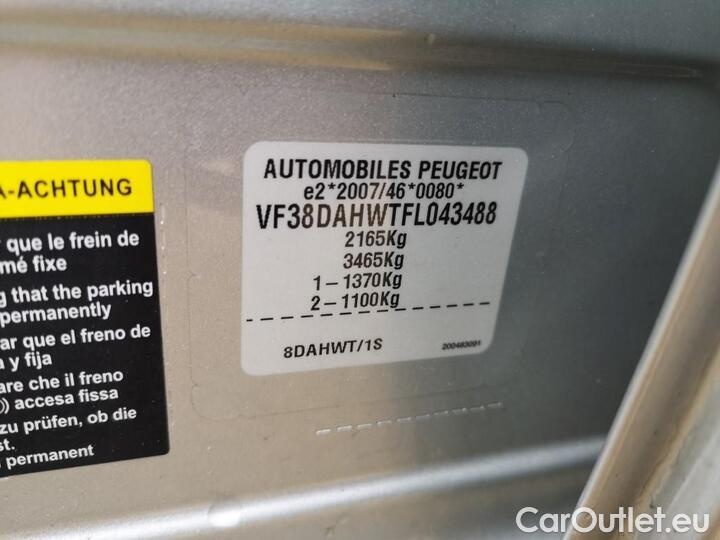 AUTOMOBILES PEUGEOT
e2*2007/46*0080*
VF38DAHWTFL043488
2165Kg
3465Kg
1-1370Kg
2-1100Kg
8DAHWT/1S 200483091
A-ACHTUNG
r que le frein de
mé fixe
g that the parking
permanently
ar que el freno de
a y fija
are che il freno
accesa fissa
zu prüfen, ob die
st.
permanent
CarOutlet.eu